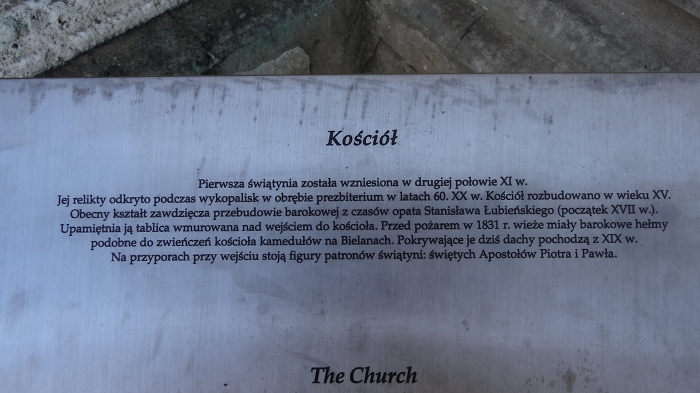 Kościół
Pierwsza świątynia została wzniesiona w drugiej połowie XI w.
Jej relikty odkryto podczas wykopalisk w obrębie prezbiterium w latach 60. XX w. Kościół rozbudowano w wieku XV.
Obecny kształt zawdzięcza przebudowie barokowej z czasów opata Stanisława Łubieńskiego (początek XVII w.).
Upamiętnia ją tablica wmurowana nad wejściem do kościoła. Przed pożarem w 1831 r. wieże miały barokowe hełmy
podobne do zwieńczeń kościoła kamedułów na Bielanach. Pokrywające je dziś dachy pochodzą z XIX w.
Na przyporach przy wejściu stoją figury patronów świątyni: świętych Apostołów Piotra i Pawła.
The Church